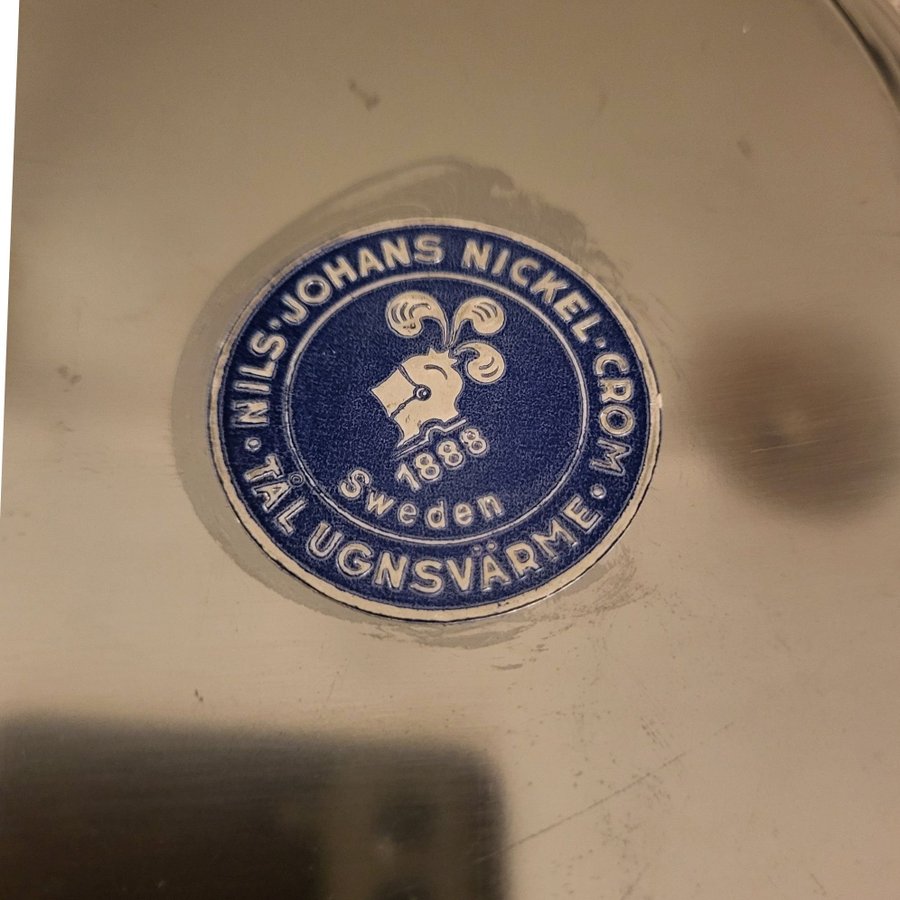 NILS·JOHANS NICKEL·CROM
1888
Sweden
TÅL UGNSVÄRME